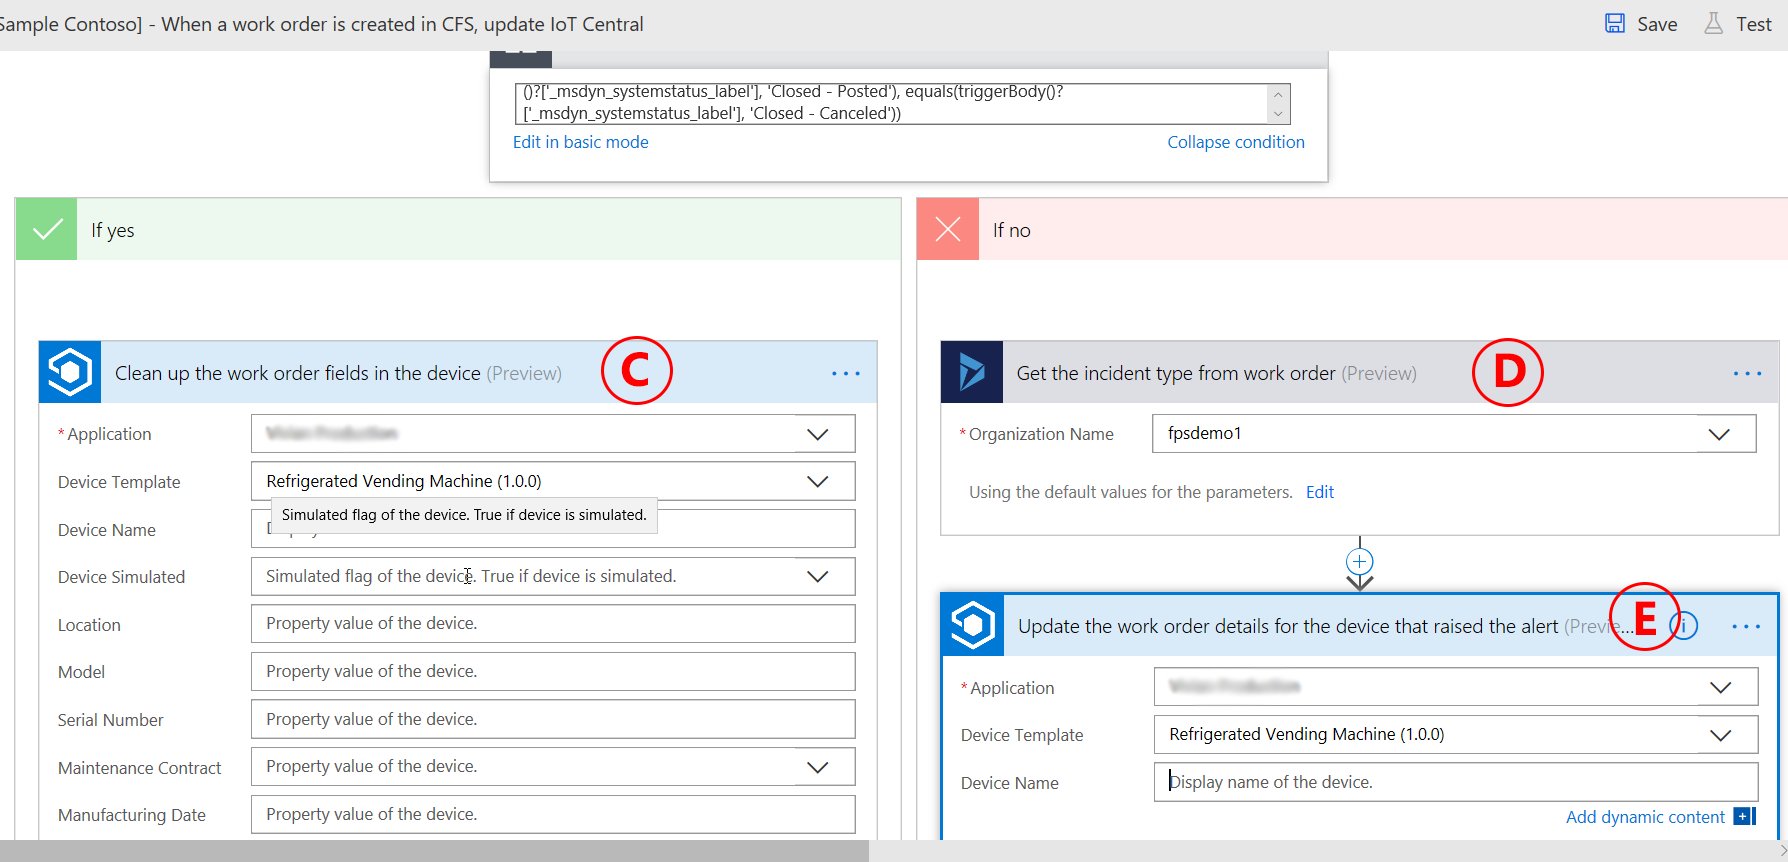 Sample Contoso] - When a work order is created in CFS, update IoT Central
Save
Test
()?['_msdyn_systemstatus_label'], 'Closed - Posted'), equals(triggerBody()?
['_msdyn_systemstatus_label'], 'Closed - Canceled'))
Edit in basic mode
Collapse condition
If yes
Clean up the work order fields in the device (Preview)
C
*Application
Device Template
Refrigerated Vending Machine (1.0.0)
Simulated flag of the device. True if device is simulated.
Device Name
Device Simulated
Simulated flag of the device. True if device is simulated.
Location
Property value of the device.
Model
Property value of the device.
Serial Number
Property value of the device.
Maintenance Contract
Property value of the device.
Manufacturing Date
Property value of the device.
If no
Get the incident type from work order (Preview)
D
*Organization Name
fpsdemo1
Using the default values for the parameters. Edit
Update the work order details for the device that raised the alert (Previe...
E
*Application
Device Template
Refrigerated Vending Machine (1.0.0)
Device Name
Display name of the device.
Add dynamic content